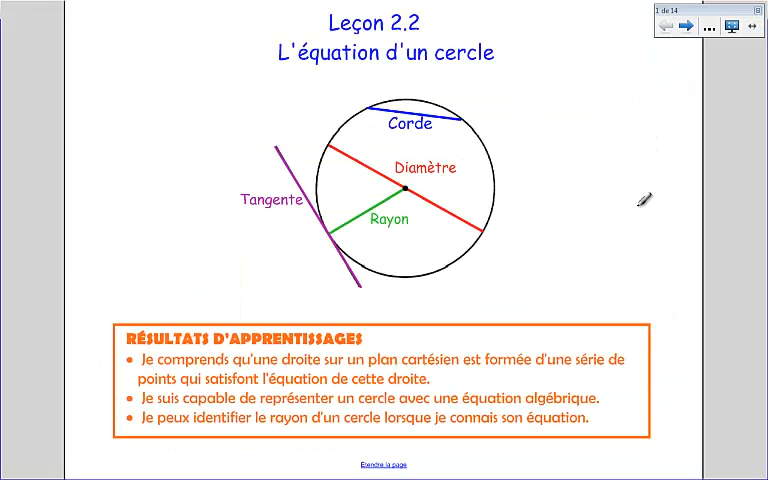 1 de 14
Leçon 2.2
L'équation d'un cercle
Corde
Diamètre
Tangente
Rayon
RÉSULTATS D'APPRENTISSAGES
• Je comprends qu'une droite sur un plan cartésien est formée d'une série de
points qui satisfont l'équation de cette droite.
• Je suis capable de représenter un cercle avec une équation algébrique.
• Je peux identifier le rayon d'un cercle lorsque je connais son équation.
Etendre la page